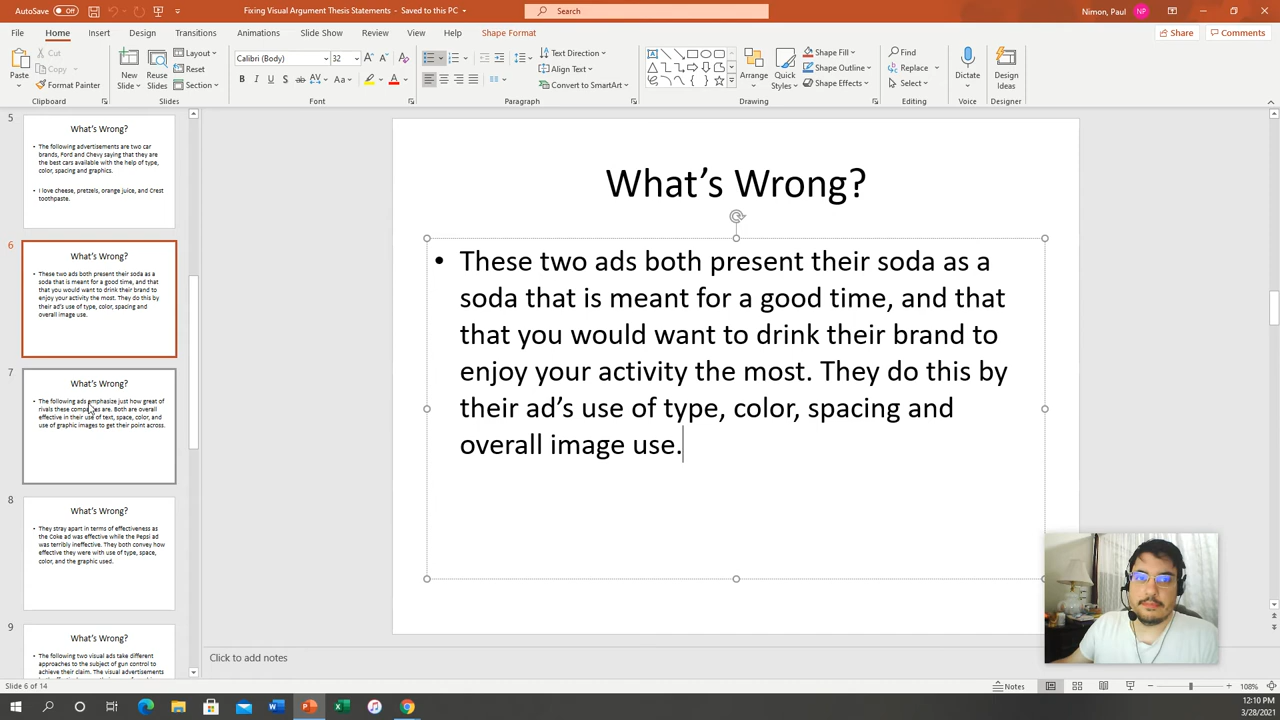 AutoSave Off
Fixing Visual Argument Thesis Statements - Saved to this PC
Search
Nimon, Paul
NP
File
Home
Insert
Design
Transitions
Animations
Slide Show
Review
View
Help
Shape Format
Share
Comments
Paste
Cut
Copy
Format Painter
Clipboard
New
Slide
Reuse
Slides
Layout
Reset
Section
Slides
Calibri (Body)
32
Font
Text Direction
Align Text
Convert to SmartArt
Paragraph
Arrange
Quick
Styles
Shape Fill
Shape Outline
Shape Effects
Drawing
Find
Replace
Select
Editing
Dictate
Voice
Design
Ideas
Designer
5
What's Wrong?
• The following advertisements are two car
brands, Ford and Chevy saying that they are
the best cars available with the help of type,
color, spacing and graphics.
• I love cheese, pretzels, orange juice, and Crest
toothpaste.
6
What's Wrong?
• These two ads both present their soda as a
soda that is meant for a good time, and that
that you would want to drink their brand to
enjoy your activity the most. They do this by
their ad's use of type, color, spacing and
overall image use.
7
What's Wrong?
• The following ads emphasize just how great of
rivals these companies are. Both are overall
effective in their use of text, space, color, and
use of graphic images to get their point across.
8
What's Wrong?
• They stray apart in terms of effectiveness as
the Coke ad was effective while the Pepsi ad
was terribly ineffective. They both convey how
effective they were with use of type, space,
color, and the graphic used.
9
What's Wrong?
• The following two visual ads take different
approaches to the subject of gun control to
achieve their claim. The visual advertisements
What's Wrong?
• These two ads both present their soda as a
soda that is meant for a good time, and that
that you would want to drink their brand to
enjoy your activity the most. They do this by
their ad's use of type, color, spacing and
overall image use.
Click to add notes
Slide 6 of 14
Notes
108%
12:10 PM
3/28/2021